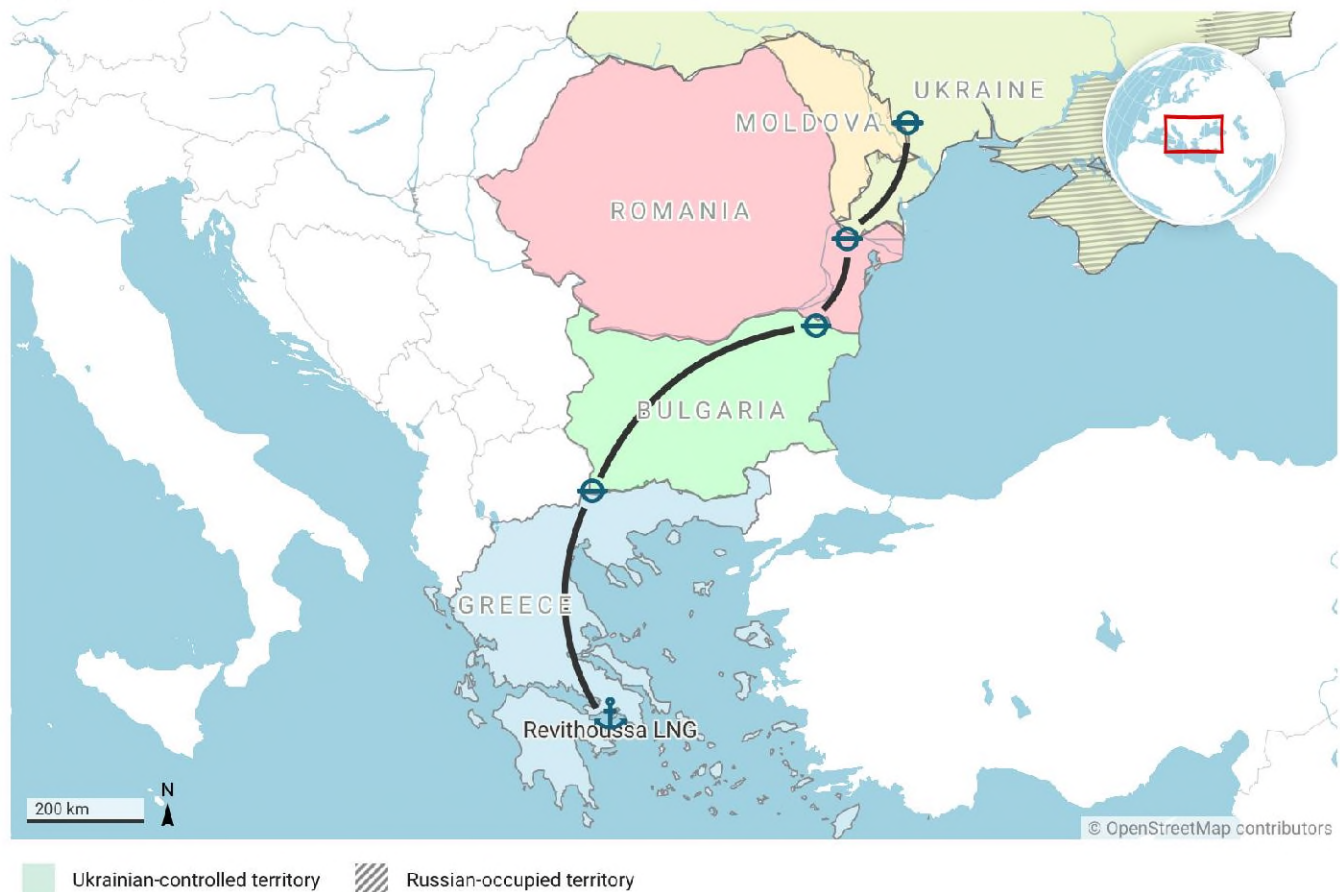 UKRAINE
MOLDOVA
ROMANIA
BULGARIA
GREECE
Revithoussa LNG
200 km
N
© OpenStreetMap contributors
Ukrainian-controlled territory
Russian-occupied territory